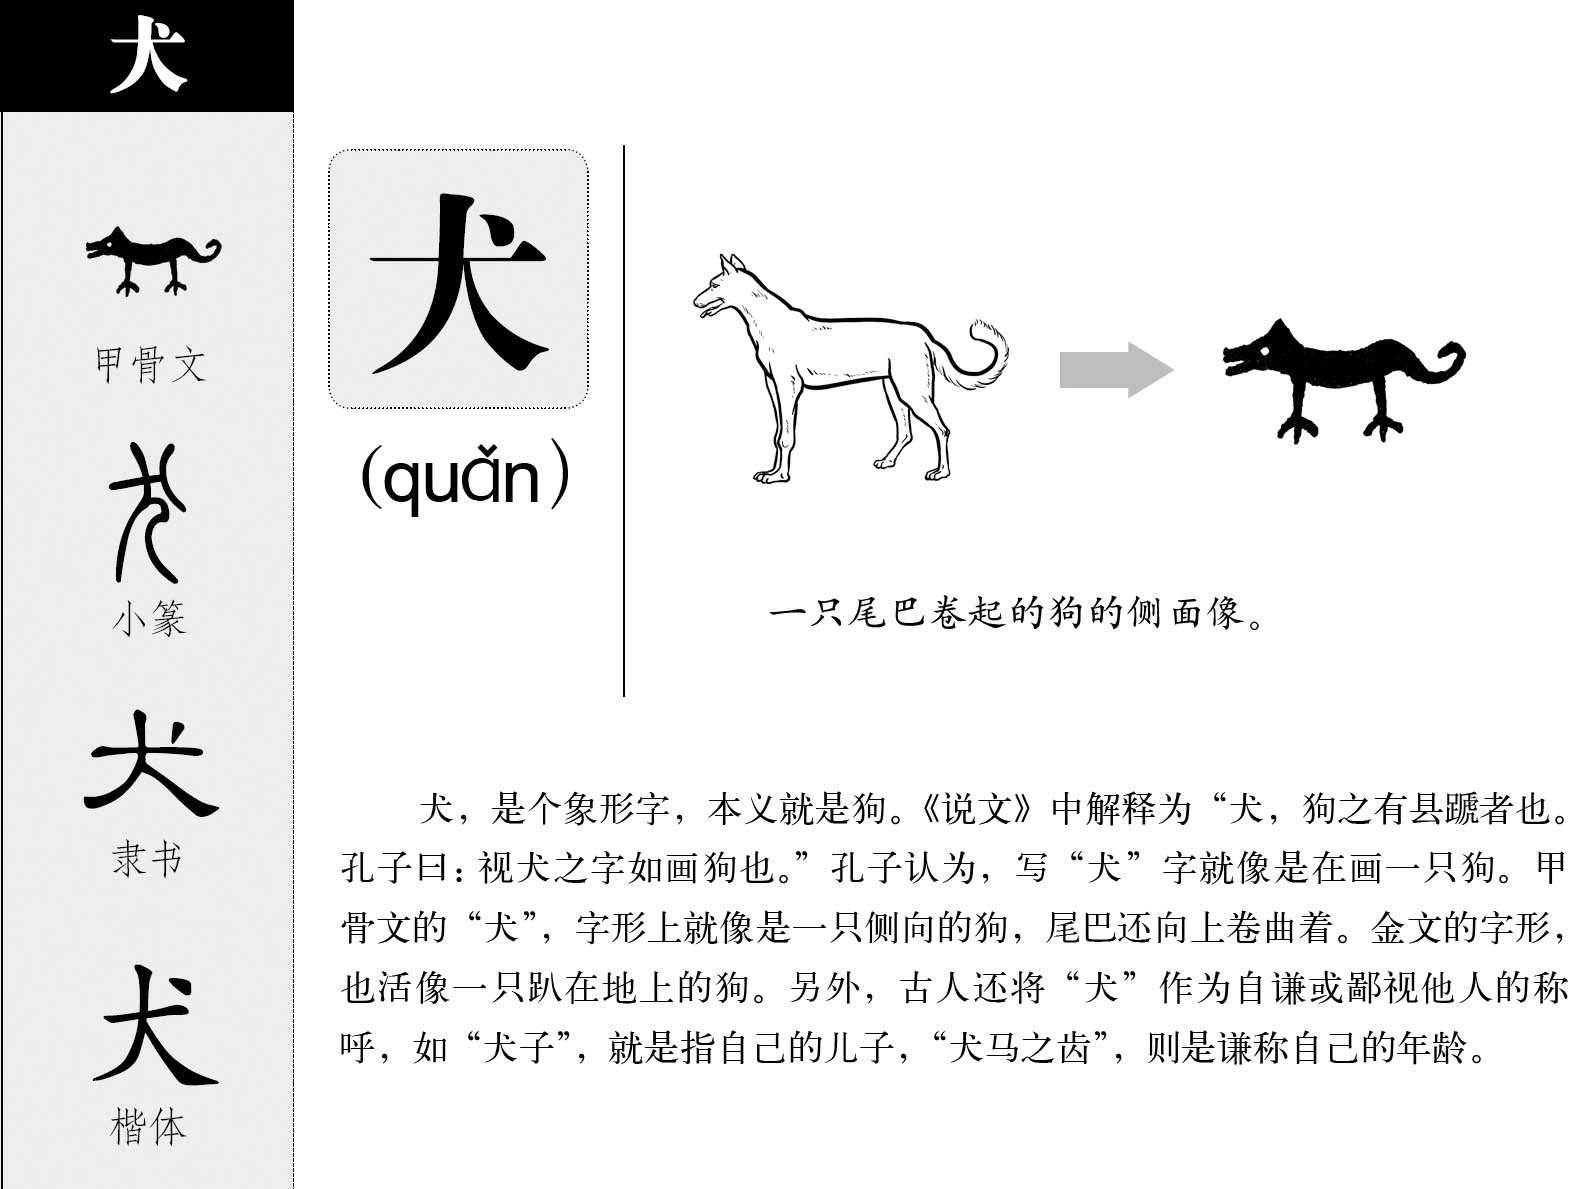 犬
甲骨文
小篆
隶书
楷体
犬
(quǎn)
一只尾巴卷起的狗的侧面像。
犬，是个象形字，本义就是狗。《说文》中解释为“犬，狗之有县蹏者也。
孔子曰：视犬之字如画狗也。”孔子认为，写“犬”字就像是在画一只狗。甲
骨文的“犬”，字形上就像是一只侧向的狗，尾巴还向上卷曲着。金文的字形，
也活像一只趴在地上的狗。另外，古人还将“犬”作为自谦或鄙视他人的称
呼，如“犬子”，就是指自己的儿子，“犬马之齿”，则是谦称自己的年龄。